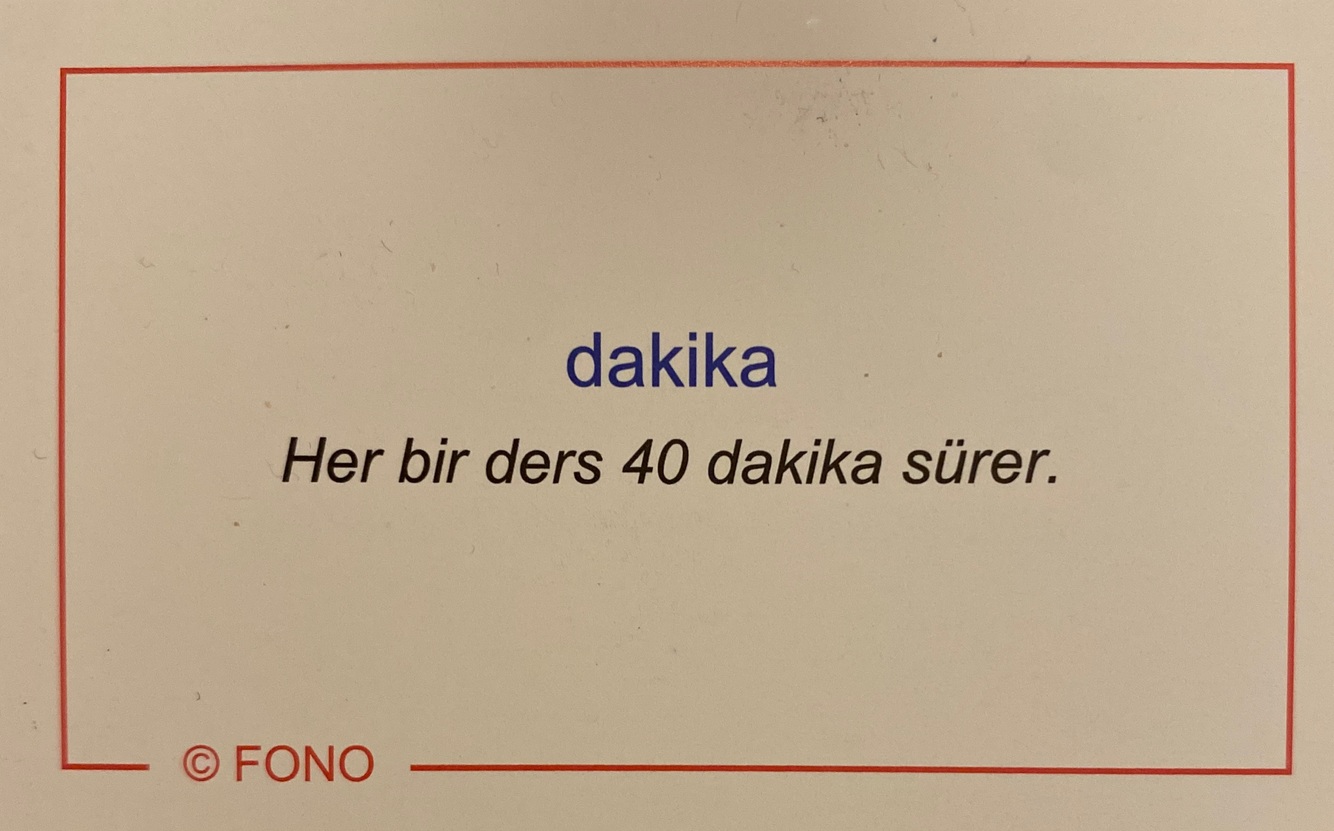 dakika
Her bir ders 40 dakika sürer.
© FONO